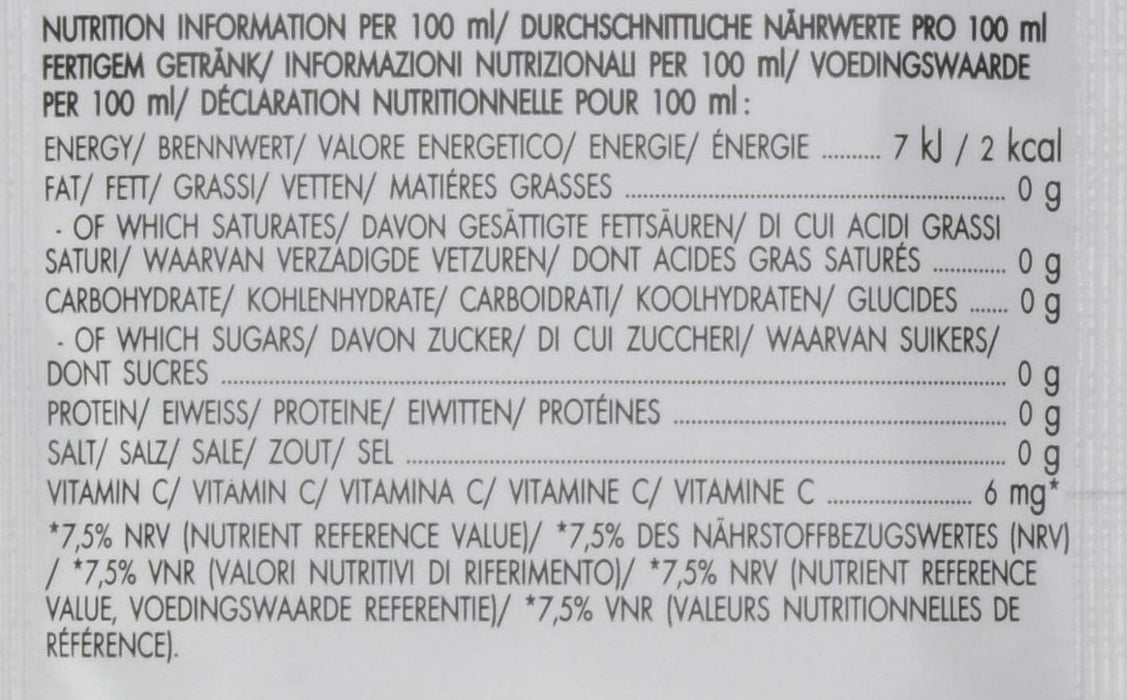 NUTRITION INFORMATION PER 100 ml/ DURCHSCHNITTLICHE NÄHRWERTE PRO 100 ml
FERTIGEM GETRÄNK/ INFORMAZIONI NUTRIZIONALI PER 100 ml/ VOEDINGSWAARDE
PER 100 ml/ DÉCLARATION NUTRITIONNELLE POUR 100 ml :
ENERGY/ BRENNWERT/ VALORE ENERGETICO/ ENERGIE/ ÉNERGIE .......... 7 kJ / 2 kcal
FAT/ FETT/ GRASSI/ VETTEN/ MATIÉRES GRASSES .......... 0 g
- OF WHICH SATURATES/ DAVON GESÄTTIGTE FETTSÄUREN/ DI CUI ACIDI GRASSI
SATURI/ WAARVAN VERZADIGDE VETZUREN/ DONT ACIDES GRAS SATURÉS .......... 0 g
CARBOHYDRATE/ KOHLENHYDRATE/ CARBOIDRATI/ KOOLHYDRATEN/ GLUCIDES ....... 0 g
- OF WHICH SUGARS/ DAVON ZUCKER/ DI CUI ZUCCHERI/ WAARVAN SUIKERS/
DONT SUCRES .......... 0 g
PROTEIN/ EIWEISS/ PROTEINE/ EIWITTEN/ PROTÉINES .......... 0 g
SALT/ SALZ/ SALE/ ZOUT/ SEL .......... 0 g
VITAMIN C/ VITAMIN C/ VITAMINA C/ VITAMINE C/ VITAMINE C .......... 6 mg*
*7,5% NRV (NUTRIENT REFERENCE VALUE)/ *7,5% DES NÄHRSTOFFBEZUGSWERTES (NRV)
/ *7,5% VNR (VALORI NUTRITIVI DI RIFERIMENTO)/ *7,5% NRV (NUTRIENT REFERENCE
VALUE, VOEDINGSWAARDE REFERENTIE)/ *7,5% VNR (VALEURS NUTRITIONNELLES DE
RÉFÉRENCE).